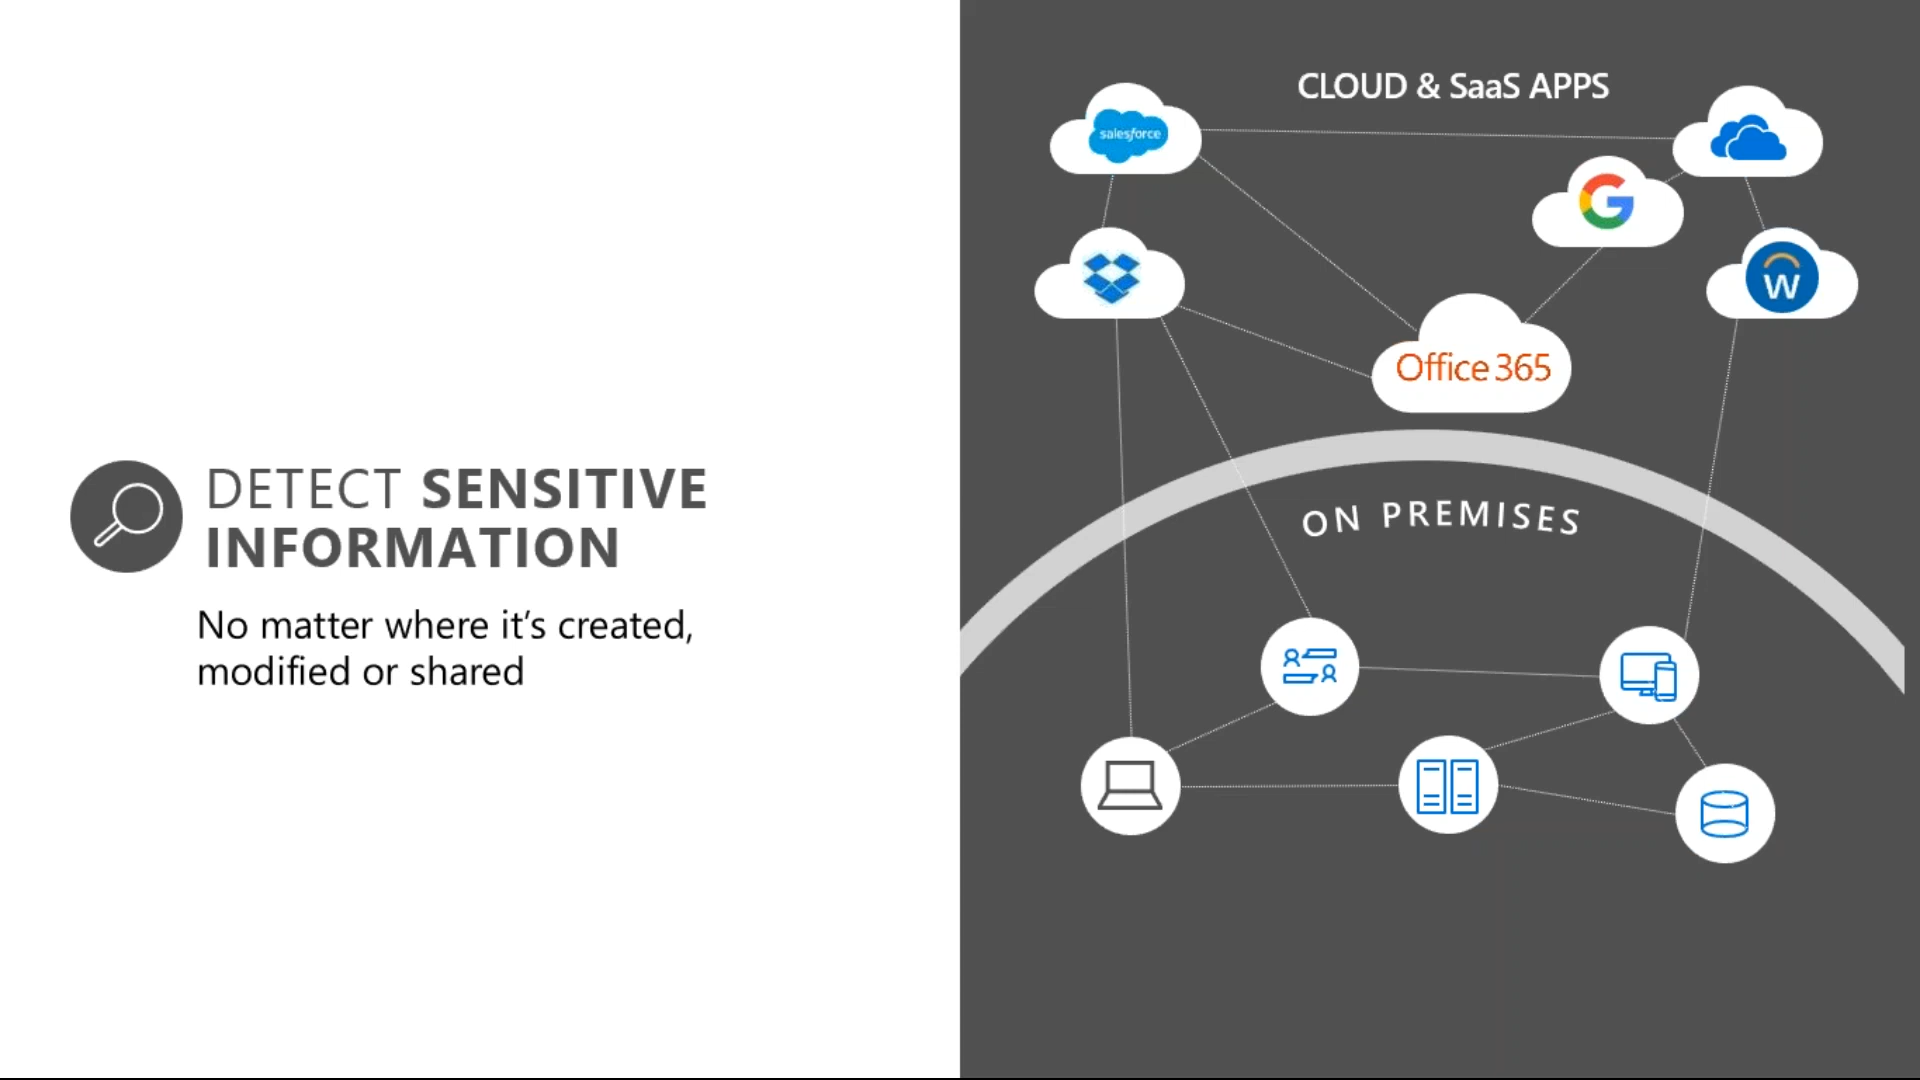 DETECT SENSITIVE
INFORMATION
No matter where it’s created,
modified or shared
CLOUD & SaaS APPS
salesforce
G
W
Office 365
ON PREMISES